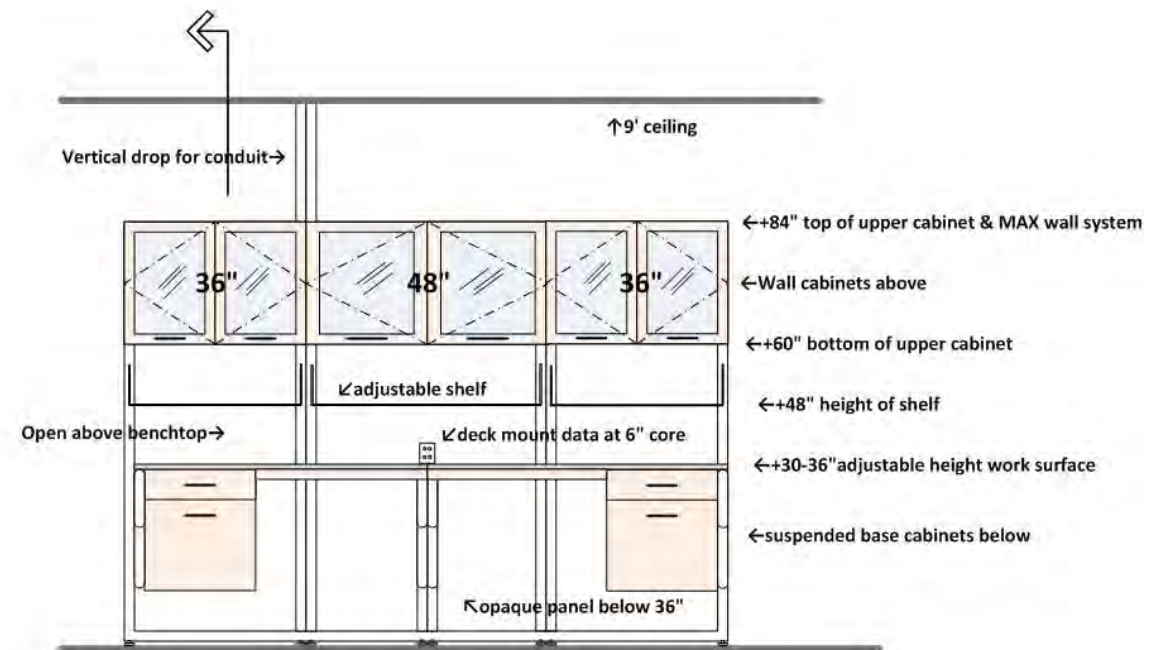 ↑9' ceiling
Vertical drop for conduit→
←+84" top of upper cabinet & MAX wall system
36" 48" 36"
←Wall cabinets above
←+60" bottom of upper cabinet
↙adjustable shelf
←+48" height of shelf
Open above benchtop→
↙deck mount data at 6" core
←+30-36"adjustable height work surface
←suspended base cabinets below
↖opaque panel below 36"